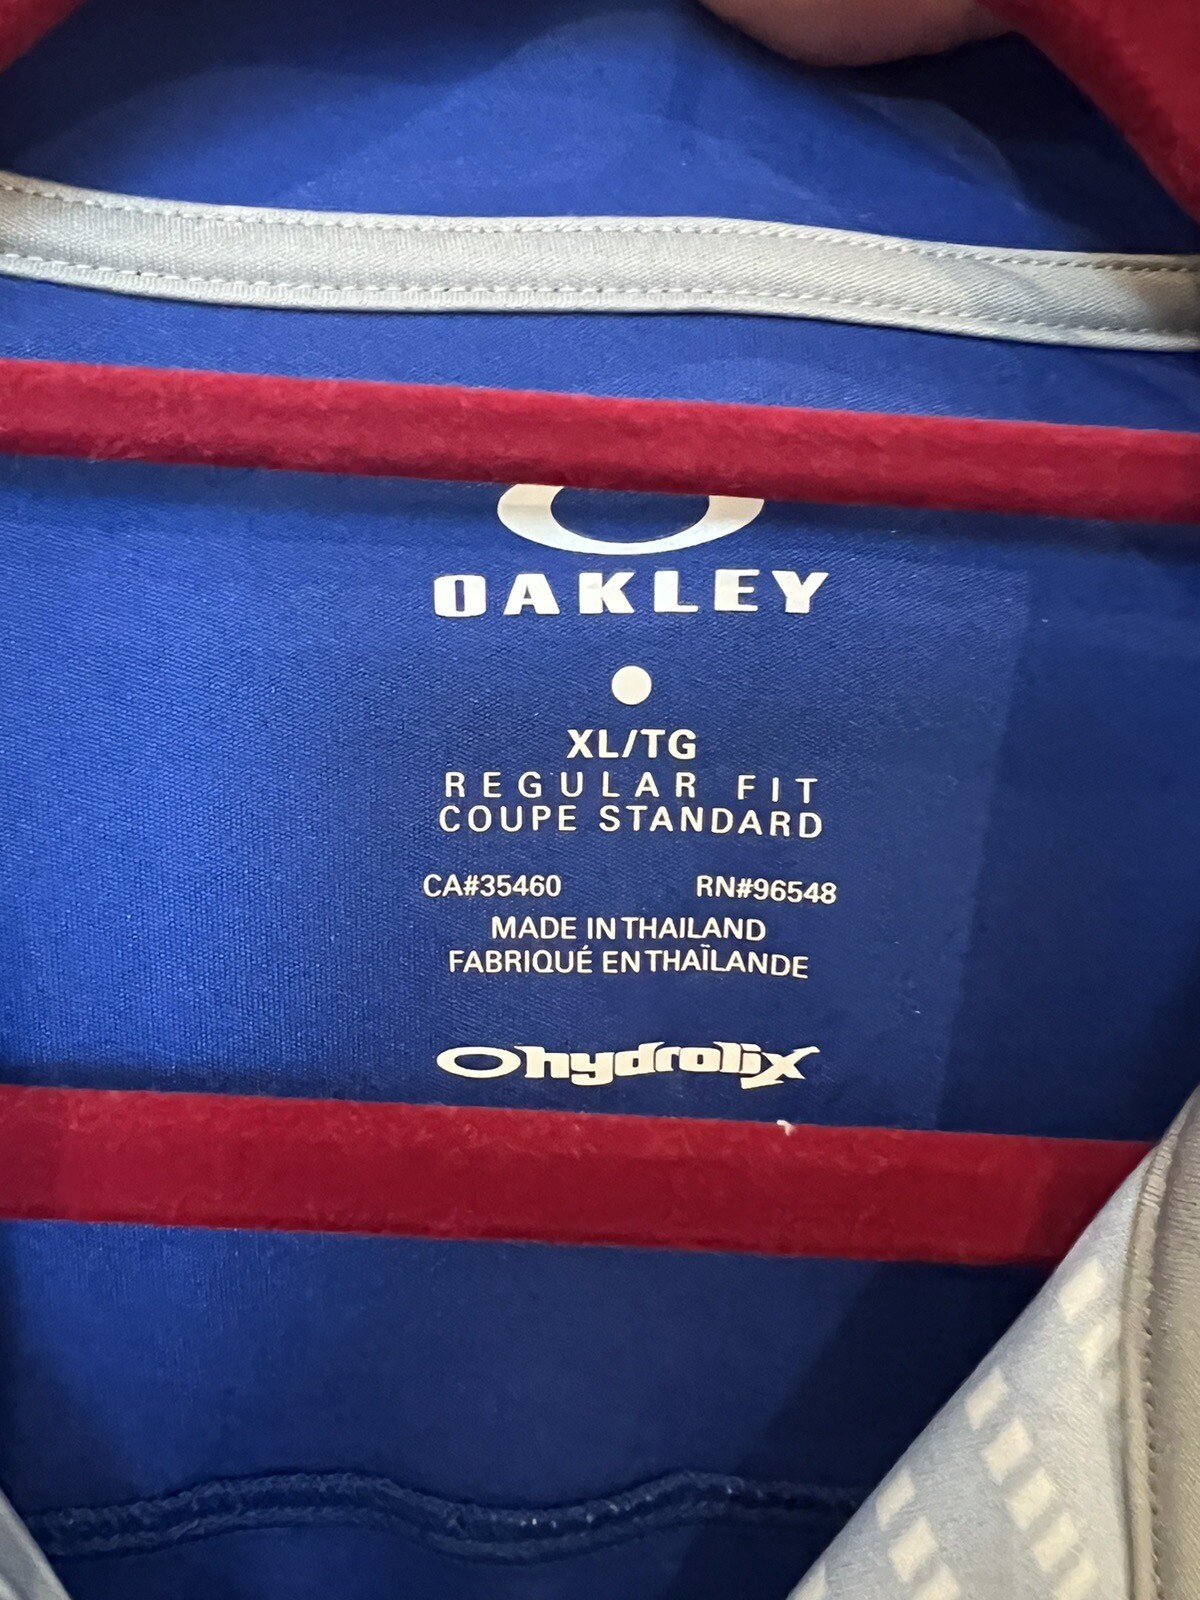 OAKLEY
XL/TG
REGULAR FIT
COUPE STANDARD
CA#35460 RN#96548
MADE IN THAILAND
FABRIQUÉ EN THAÏLANDE
hydrolix